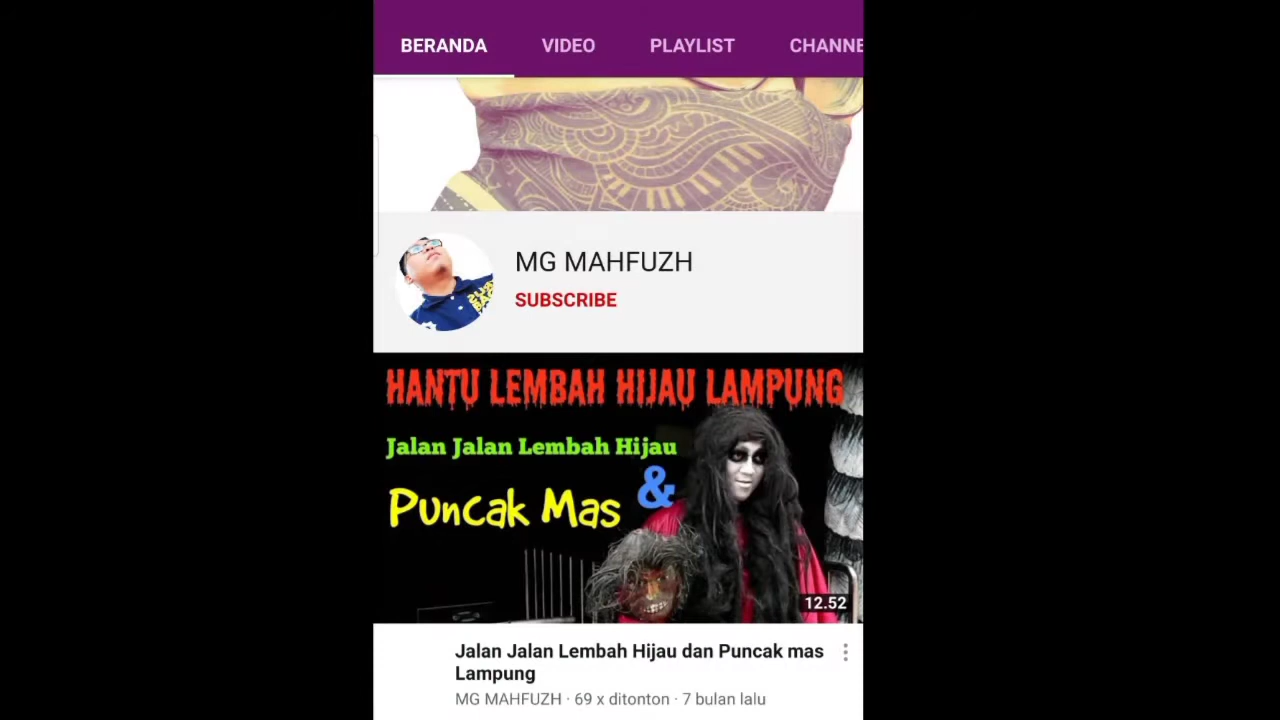 BERANDA VIDEO PLAYLIST CHANNE
MG MAHFUZH
SUBSCRIBE
HANTU LEMBAH HIJAU LAMPUNG
Jalan Jalan Lembah Hijau
&
Puncak Mas
12.52
Jalan Jalan Lembah Hijau dan Puncak mas
Lampung
MG MAHFUZH · 69 x ditonton · 7 bulan lalu